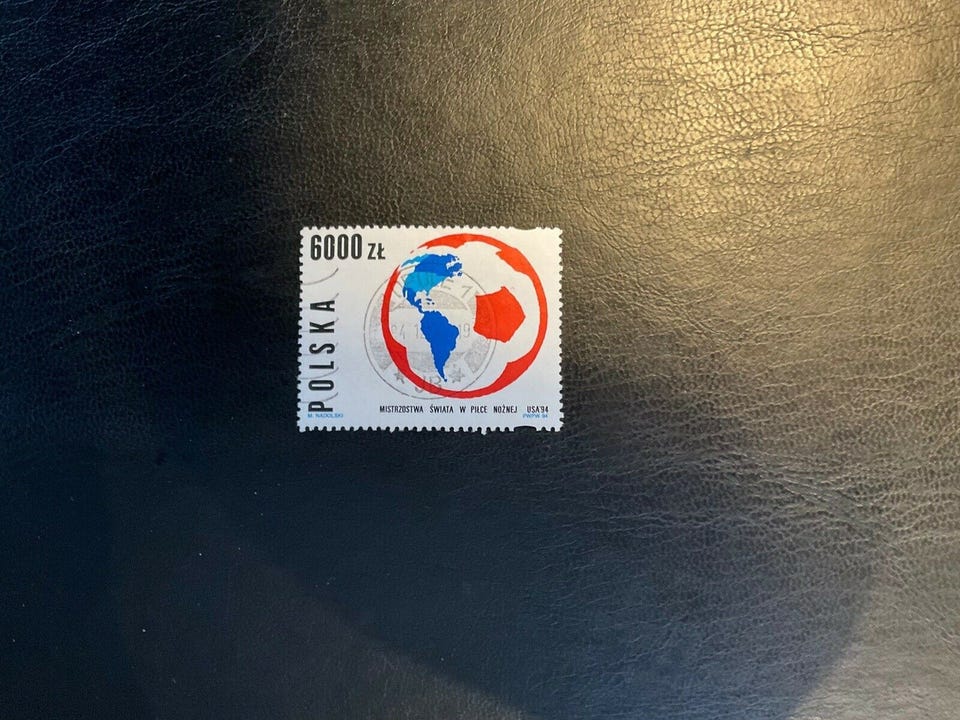 6000 ZŁ
POLSKA
MISTRZOSTWA ŚWIATA W PIŁCE NOŻNEJ USA'94
M. NADOLSKI
PWPW 94